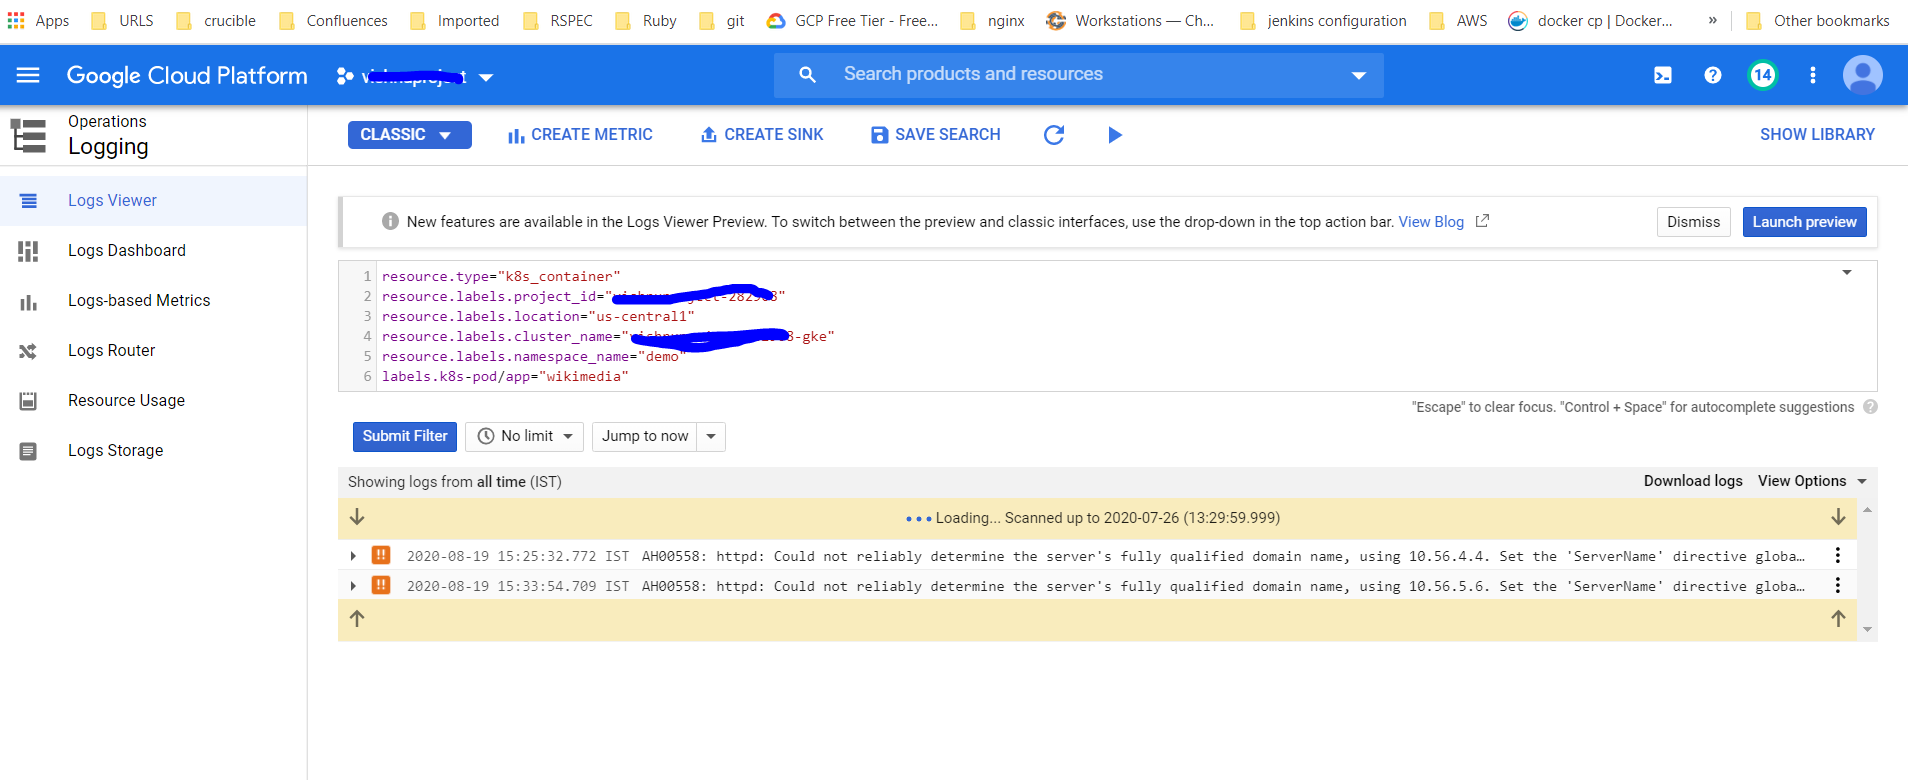 Apps URLS crucible Confluences Imported RSPEC Ruby git GCP Free Tier - Free... nginx Workstations — Ch... jenkins configuration AWS docker cp | Docker... » Other bookmarks
Google Cloud Platform Search products and resources 14
Operations
Logging
CLASSIC CREATE METRIC CREATE SINK SAVE SEARCH SHOW LIBRARY
Logs Viewer
Logs Dashboard
Logs-based Metrics
Logs Router
Resource Usage
Logs Storage
New features are available in the Logs Viewer Preview. To switch between the preview and classic interfaces, use the drop-down in the top action bar. View Blog Dismiss Launch preview
1 resource.type="k8s_container"
2 resource.labels.project_id="
3 resource.labels.location="us-central1"
4 resource.labels.cluster_name=" -gke"
5 resource.labels.namespace_name="demo"
6 labels.k8s-pod/app="wikimedia"
"Escape" to clear focus. "Control + Space" for autocomplete suggestions ?
Submit Filter No limit Jump to now
Showing logs from all time (IST) Download logs View Options
Loading... Scanned up to 2020-07-26 (13:29:59.999)
!! 2020-08-19 15:25:32.772 IST AH00558: httpd: Could not reliably determine the server's fully qualified domain name, using 10.56.4.4. Set the 'ServerName' directive globa…
!! 2020-08-19 15:33:54.709 IST AH00558: httpd: Could not reliably determine the server's fully qualified domain name, using 10.56.5.6. Set the 'ServerName' directive globa…